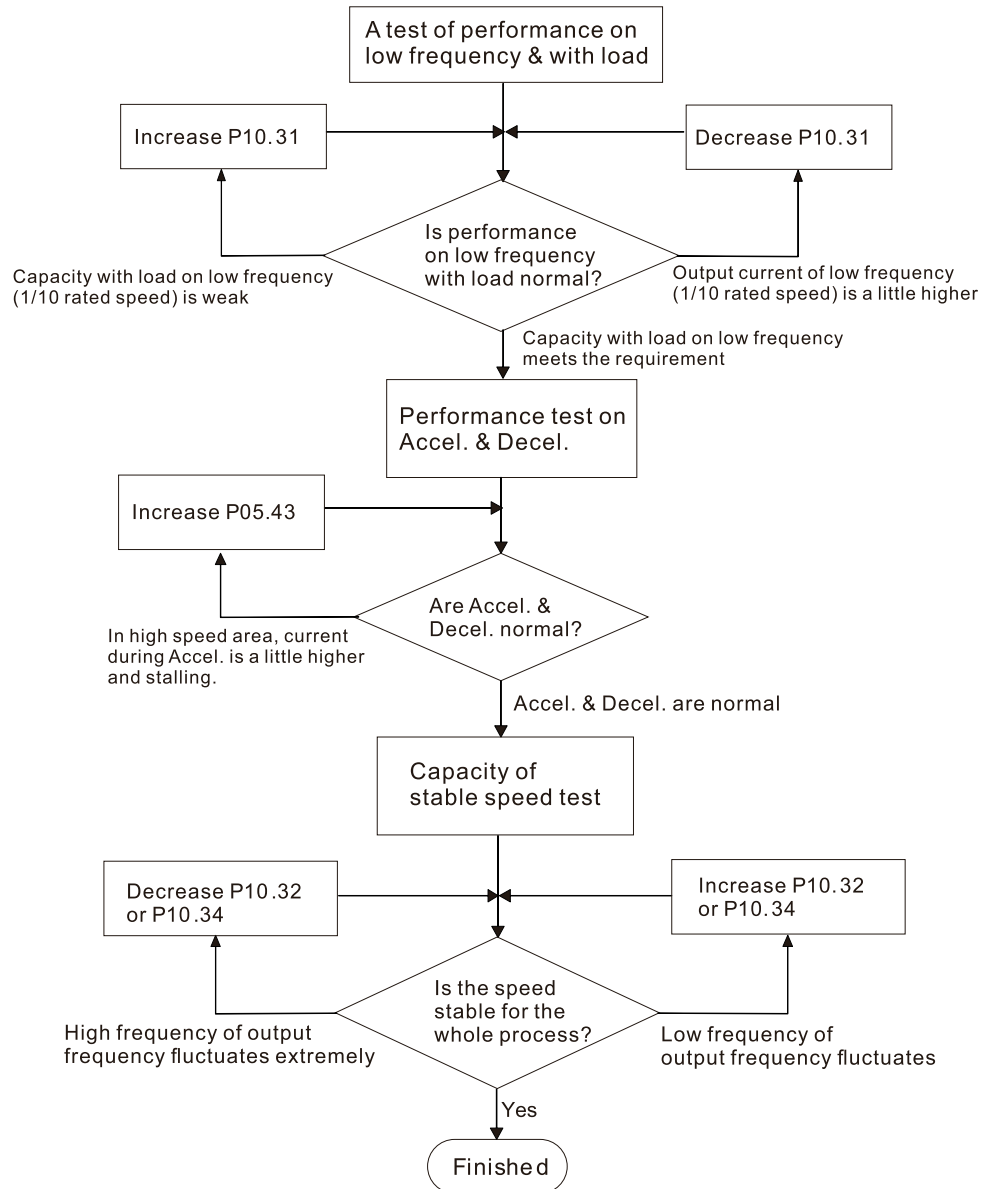 A test of performance on
low frequency & with load
Increase P10.31
Decrease P10.31
Is performance
on low frequency
with load normal?
Capacity with load on low frequency
(1/10 rated speed) is weak
Output current of low frequency
(1/10 rated speed) is a little higher
Capacity with load on low frequency
meets the requirement
Performance test on
Accel. & Decel.
Increase P05.43
Are Accel. &
Decel. normal?
In high speed area, current
during Accel. is a little higher
and stalling.
Accel. & Decel. are normal
Capacity of
stable speed test
Decrease P10.32
or P10.34
Increase P10.32
or P10.34
Is the speed
stable for the
whole process?
High frequency of output
frequency fluctuates extremely
Low frequency of
output frequency fluctuates
Yes
Finished